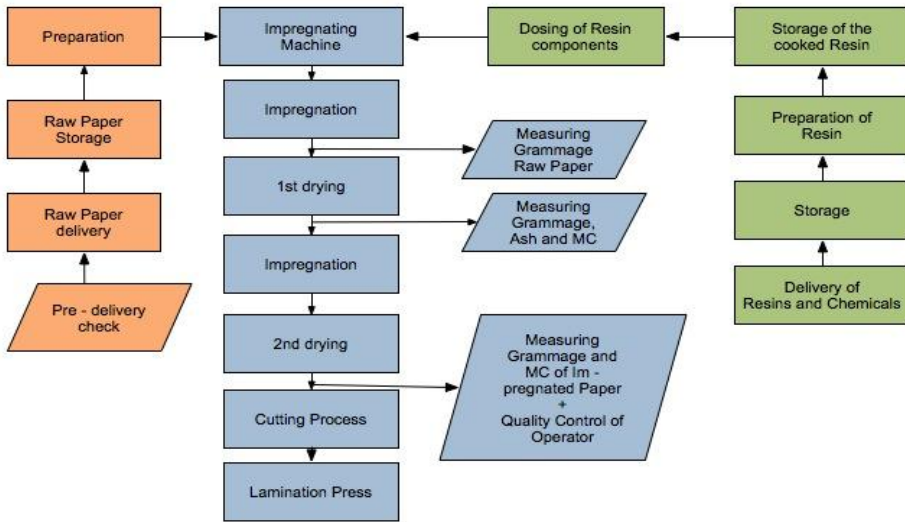 Preparation
Impregnating
Machine
Dosing of Resin
components
Storage of the
cooked Resin
Raw Paper
Storage
Impregnation
Measuring
Grammage
Raw Paper
Preparation of
Resin
1st drying
Raw Paper
delivery
Measuring
Grammage,
Ash and MC
Storage
Impregnation
Pre - delivery
check
Delivery of
Resins and Chemicals
2nd drying
Measuring
Grammage and
MC of Im -
pregnated Paper
+
Quality Control of
Operator
Cutting Process
Lamination Press